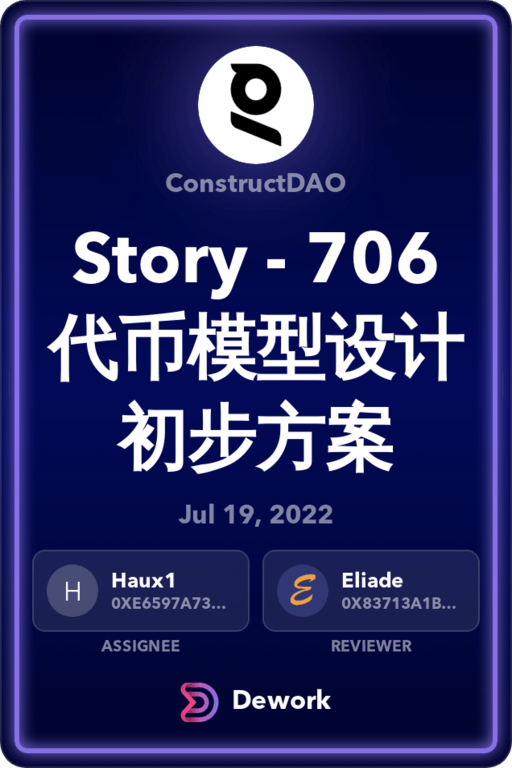 ConstructDAO
Story - 706
代币模型设计
初步方案
Jul 19, 2022
H
Haux1
0XE6597A73...
ASSIGNEE
ℰ
Eliade
0X83713A1B...
REVIEWER
Dework